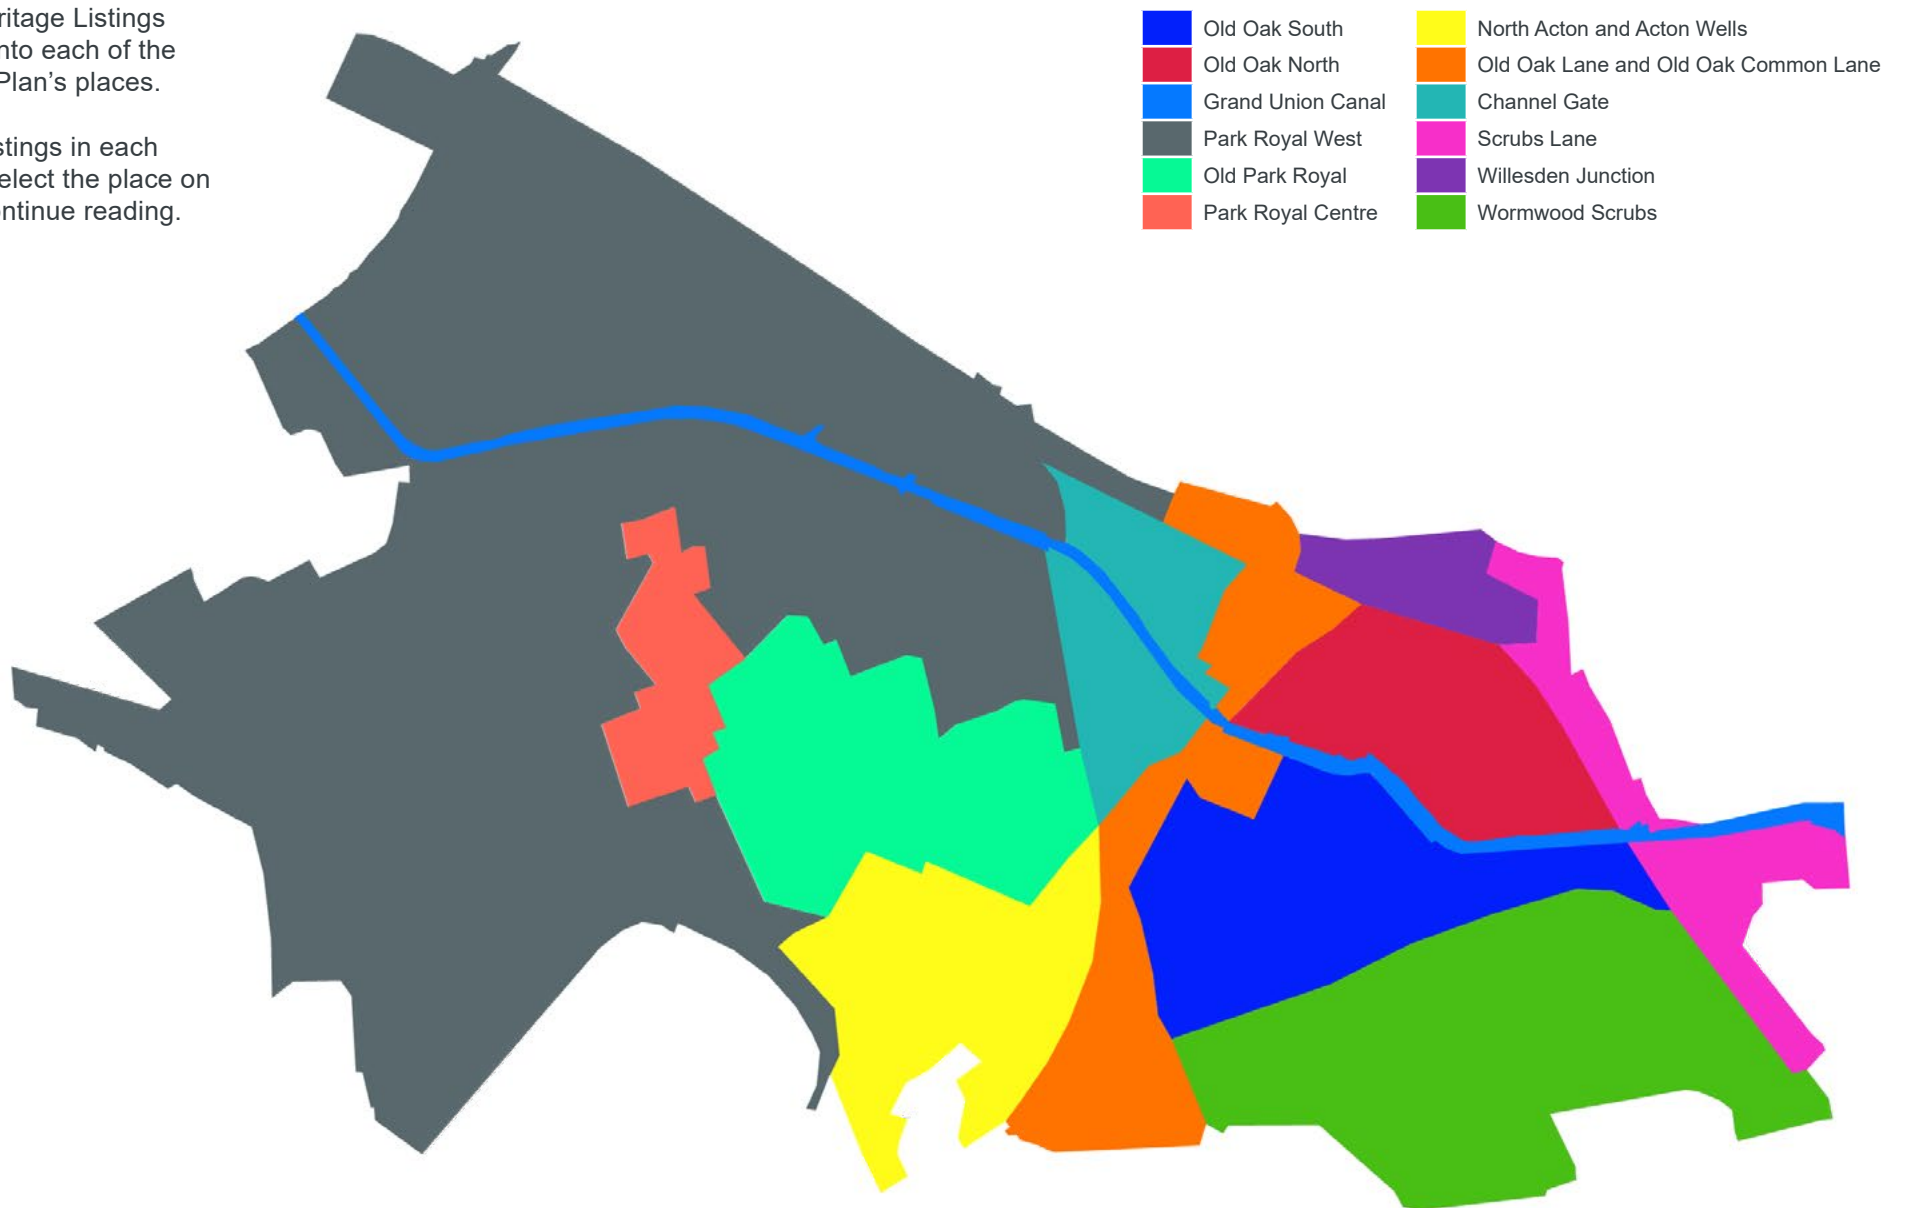 ritage Listings
nto each of the
Plan’s places.
stings in each
elect the place on
ntinue reading.
Old Oak South
Old Oak North
Grand Union Canal
Park Royal West
Old Park Royal
Park Royal Centre
North Acton and Acton Wells
Old Oak Lane and Old Oak Common Lane
Channel Gate
Scrubs Lane
Willesden Junction
Wormwood Scrubs